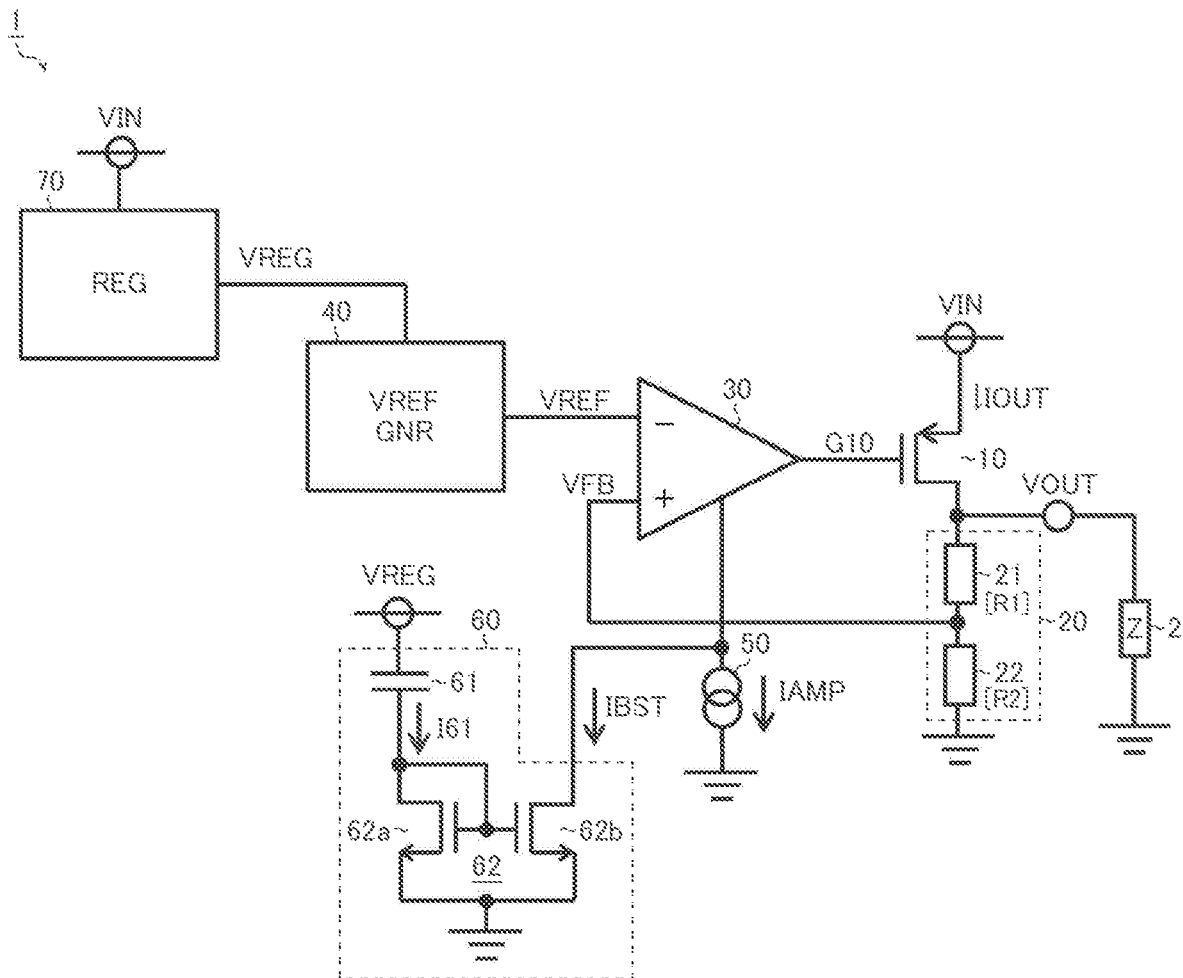 1
VIN
70
REG
VREG
40
VREF
GNR
VREF
30
VIN
IOUT
G10
10
VFB
VOUT
−
+
21
[R1]
20
22
[R2]
Z
2
VREG
60
61
I61
50
IBST
IAMP
62a
62
62b